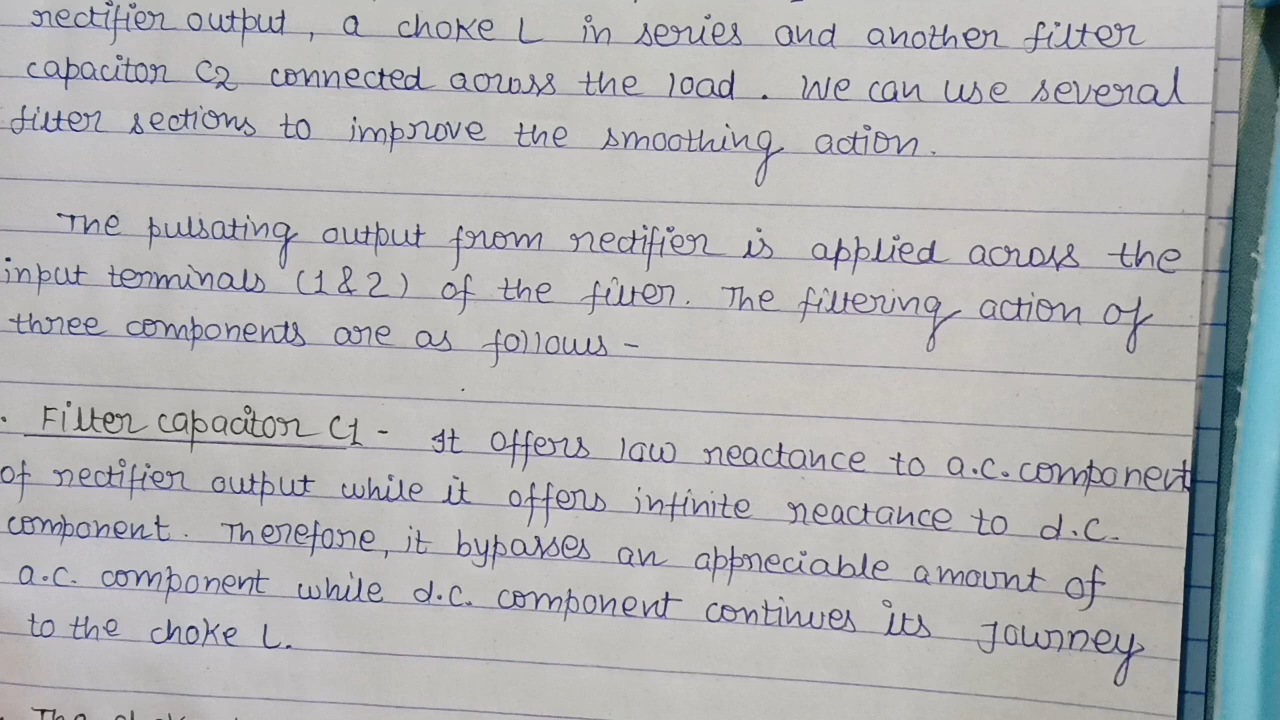 rectifier output, a choke L in series and another filter
capacitor C2 connected across the load. We can use several
filter sections to improve the smoothing action.
The pulsating output from rectifier is applied across the
input terminals (1 & 2) of the filter. The filtering action of
three components are as follows -
. Filter capacitor C1 - It offers low reactance to a.c. component
of rectifier output while it offers infinite reactance to d.c.
component. Therefore, it bypasses an appreciable amount of
a.c. component while d.c. component continues its journey
to the choke L.
The